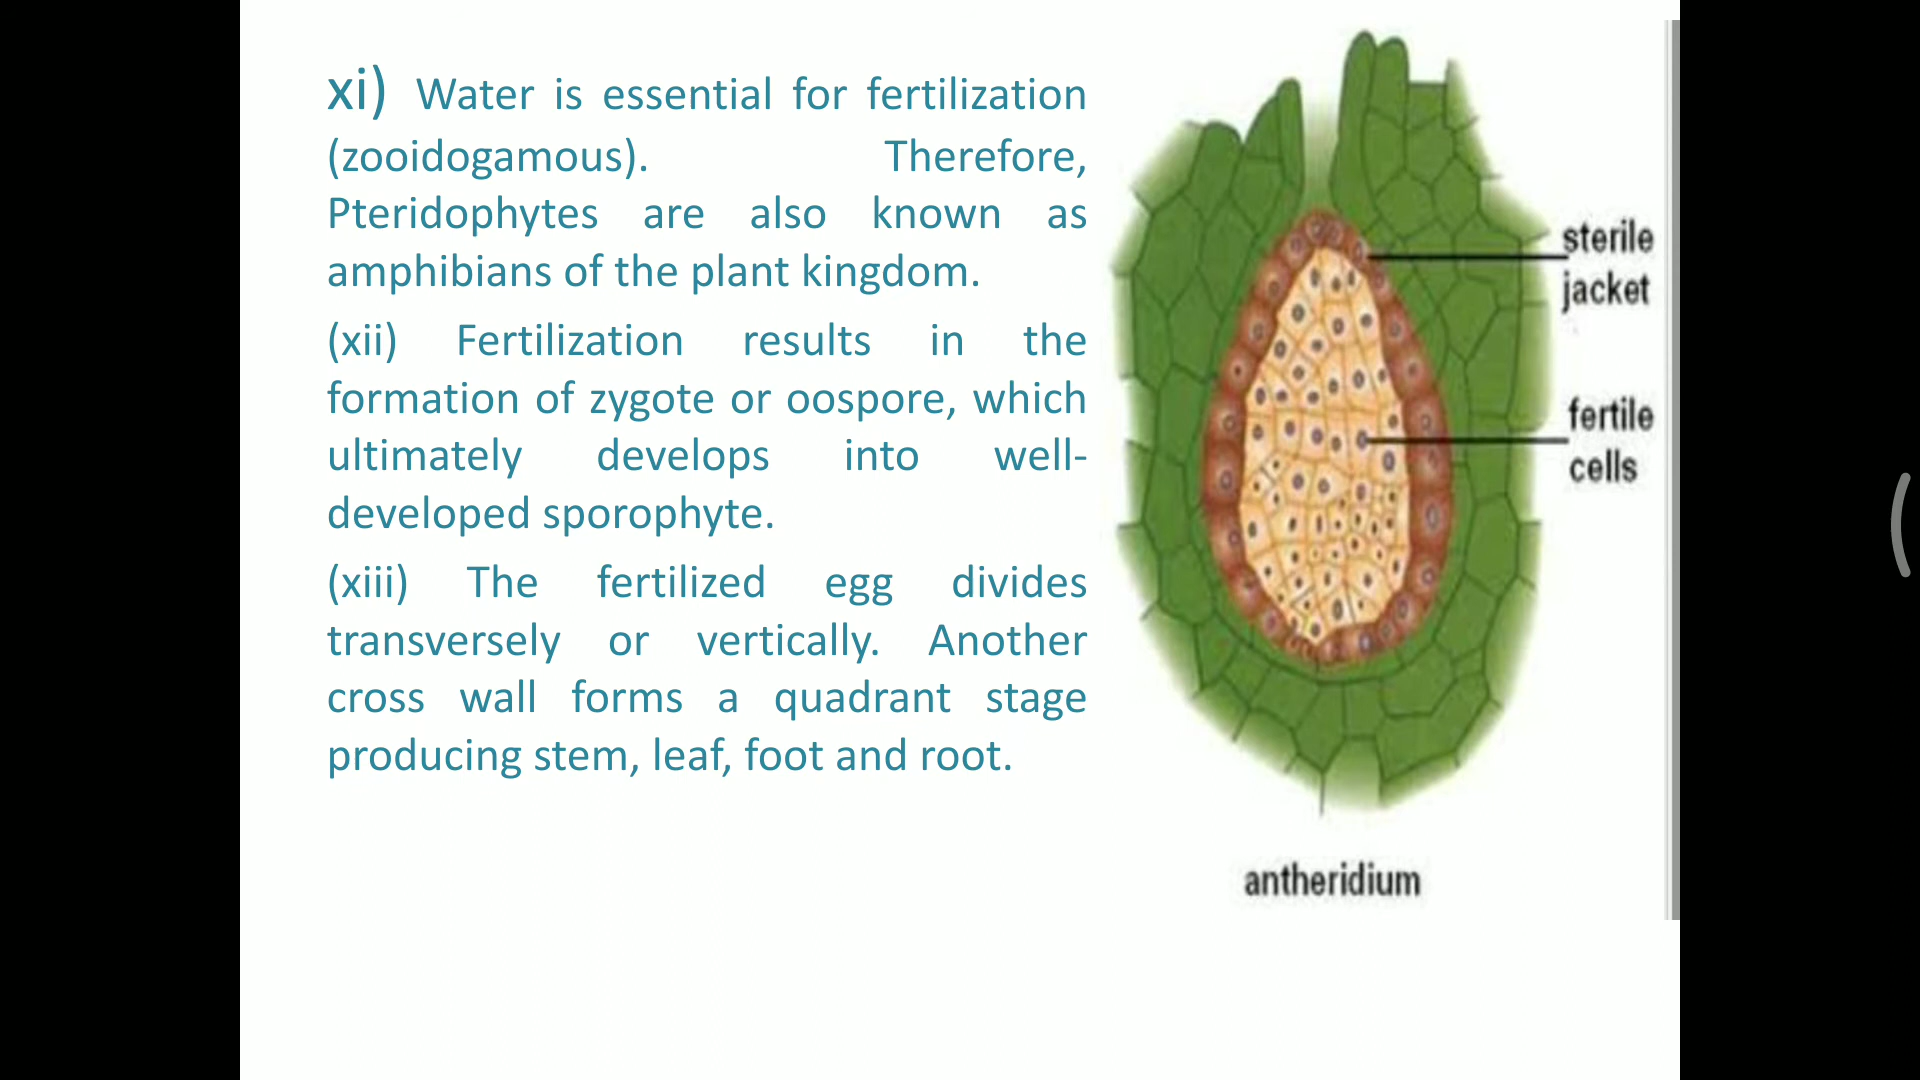 xi) Water is essential for fertilization
(zooidogamous). Therefore,
Pteridophytes are also known as
amphibians of the plant kingdom.
(xii) Fertilization results in the
formation of zygote or oospore, which
ultimately develops into well-
developed sporophyte.
(xiii) The fertilized egg divides
transversely or vertically. Another
cross wall forms a quadrant stage
producing stem, leaf, foot and root.
sterile
jacket
fertile
cells
antheridium